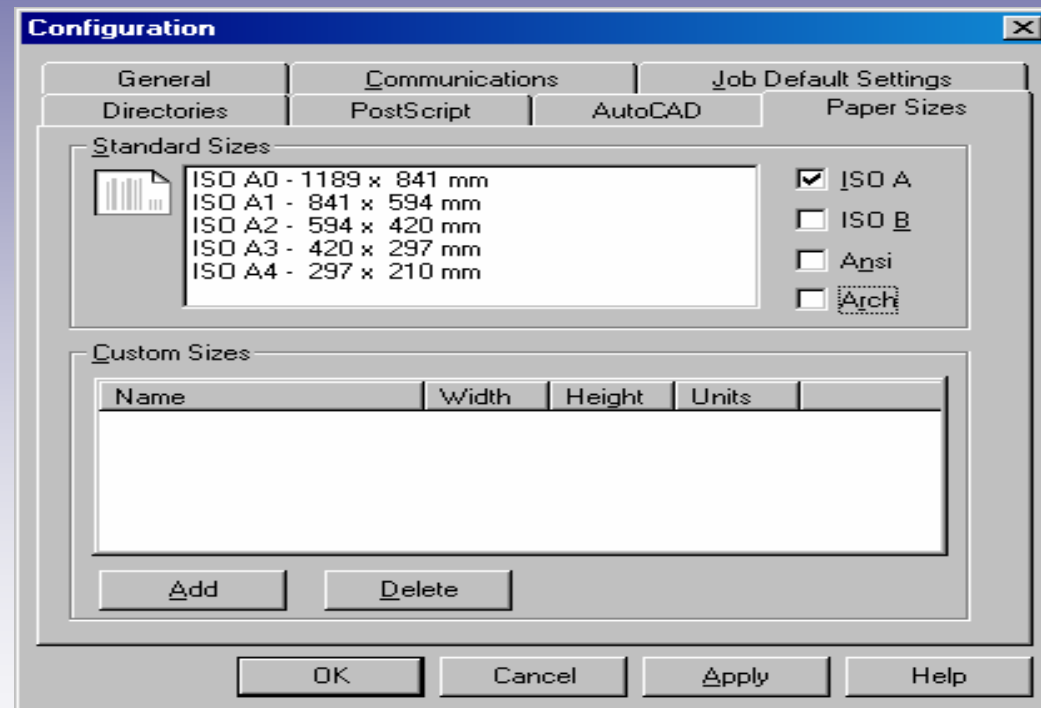 Configuration
General Communications Job Default Settings
Directories PostScript AutoCAD Paper Sizes
Standard Sizes
ISO A0 - 1189 x 841 mm
ISO A1 - 841 x 594 mm
ISO A2 - 594 x 420 mm
ISO A3 - 420 x 297 mm
ISO A4 - 297 x 210 mm
ISO A
ISO B
Ansi
Arch
Custom Sizes
Name Width Height Units
Add Delete
OK Cancel Apply Help